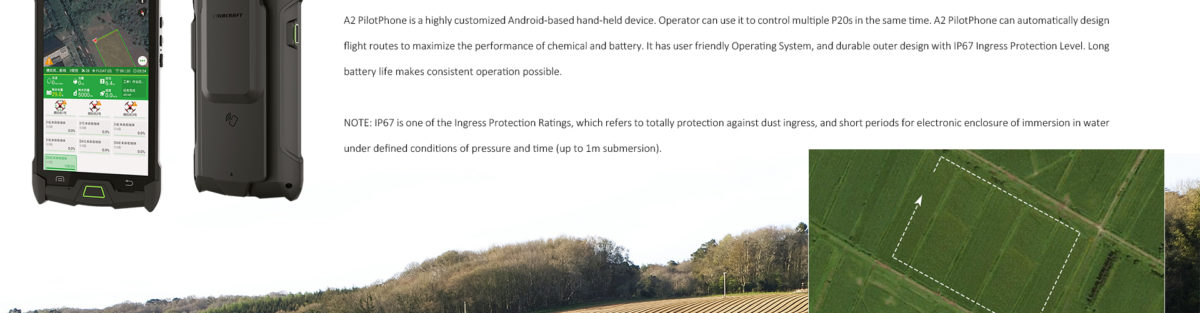 A2 PilotPhone is a highly customized Android-based hand-held device. Operator can use it to control multiple P20s in the same time. A2 PilotPhone can automatically design
flight routes to maximize the performance of chemical and battery. It has user friendly Operating System, and durable outer design with IP67 Ingress Protection Level. Long
battery life makes consistent operation possible.
NOTE: IP67 is one of the Ingress Protection Ratings, which refers to totally protection against dust ingress, and short periods for electronic enclosure of immersion in water
under defined conditions of pressure and time (up to 1m submersion).